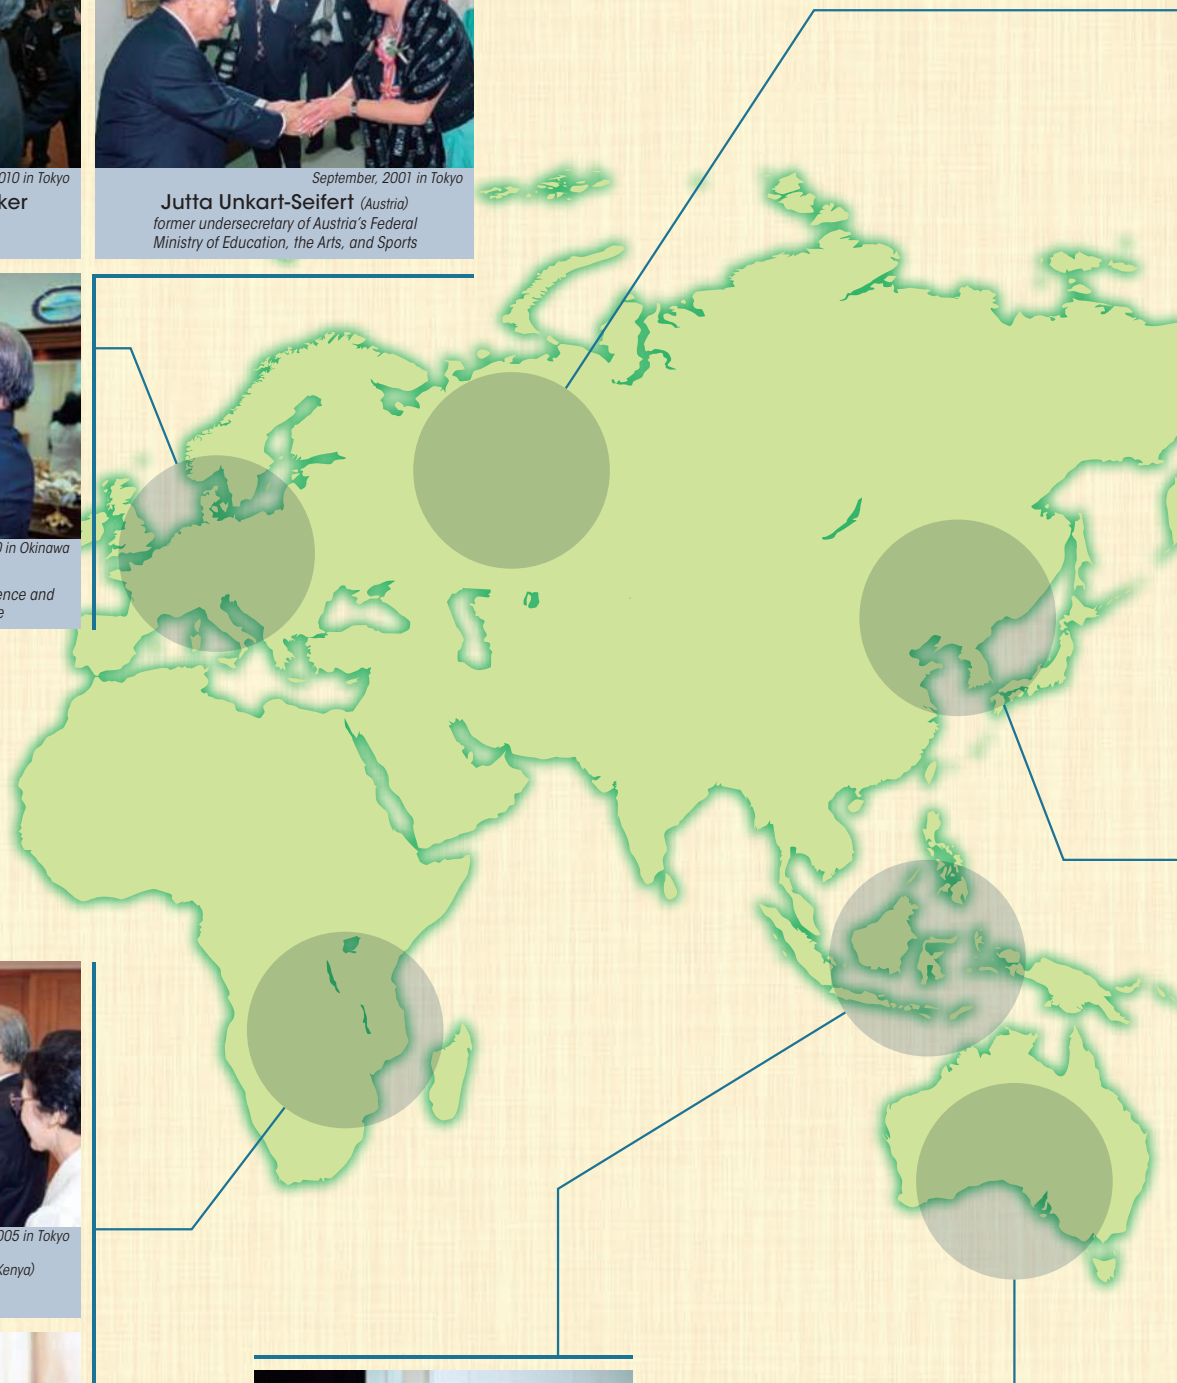 010 in Tokyo
ker
September, 2001 in Tokyo
Jutta Unkart-Seifert (Austria)
former undersecretary of Austria's Federal
Ministry of Education, the Arts, and Sports
0 in Okinawa
ence and
e
005 in Tokyo
Kenya)